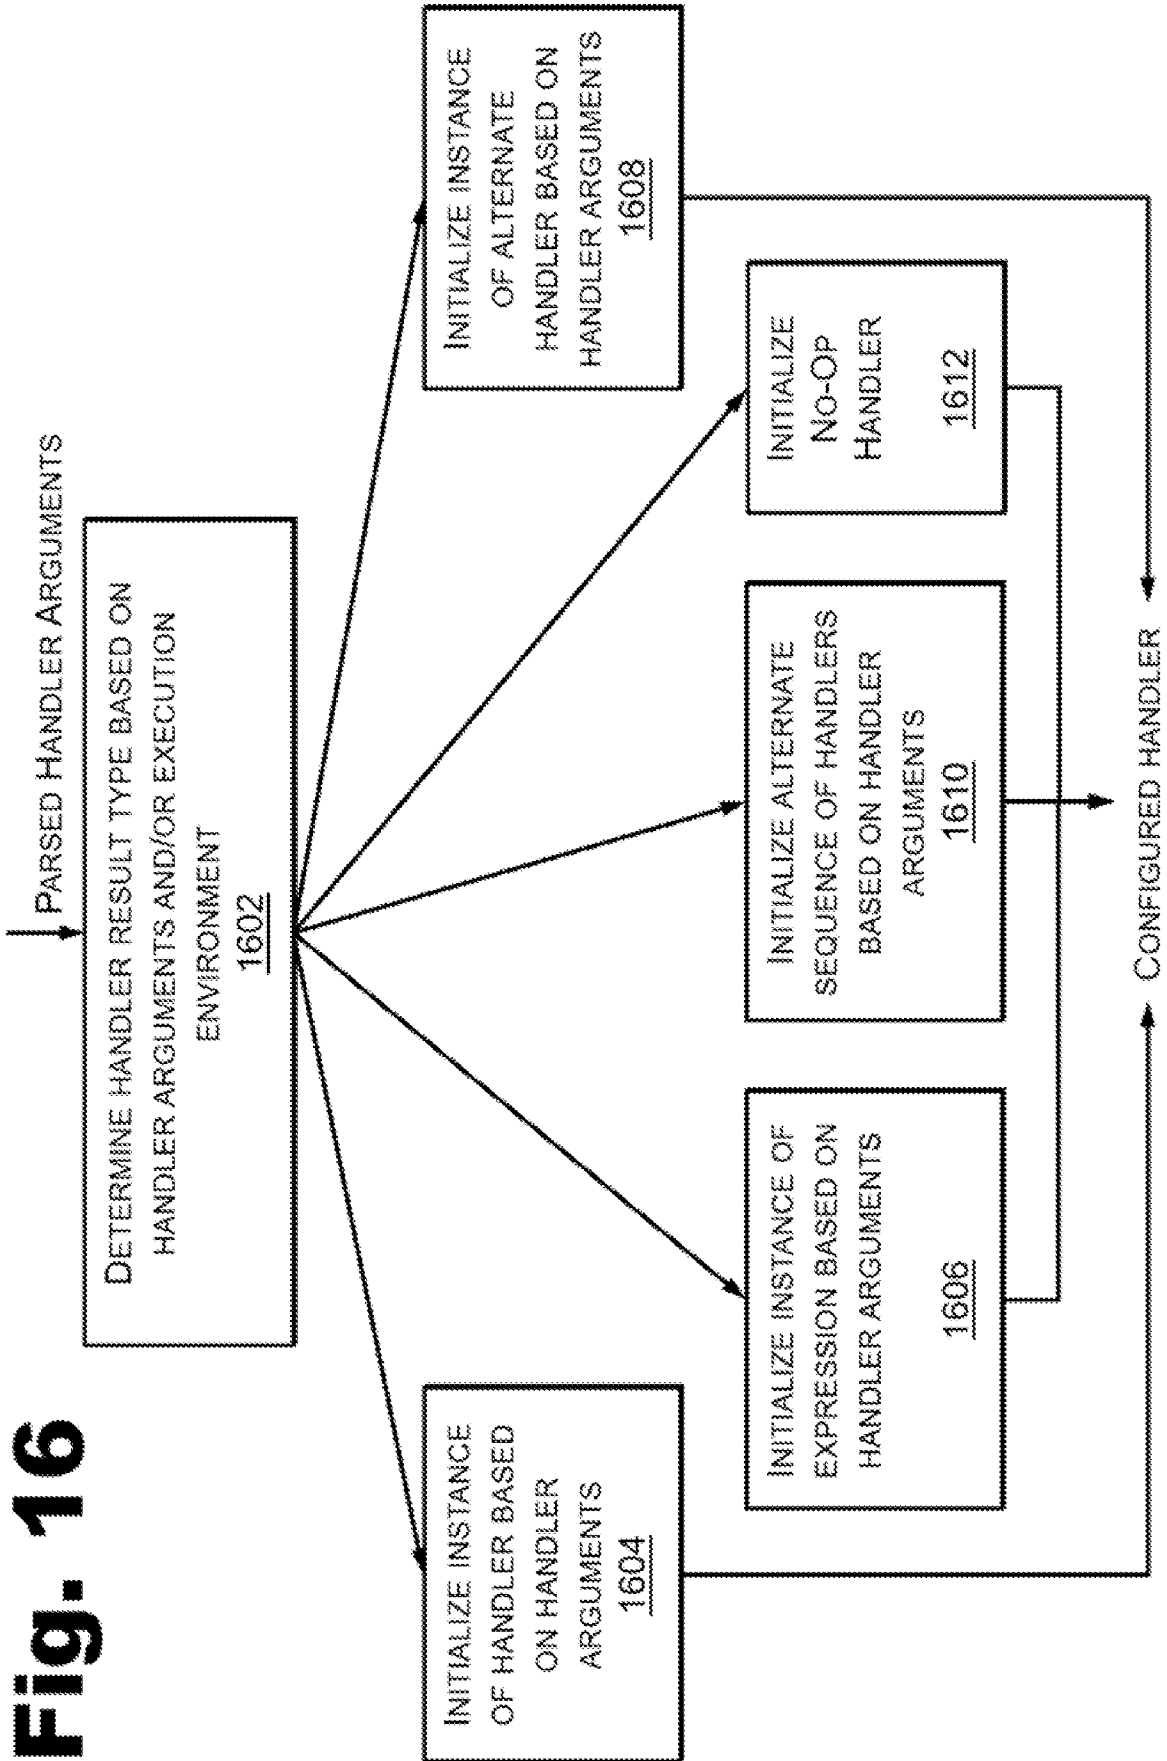 Fig. 16
PARSED HANDLER ARGUMENTS
DETERMINE HANDLER RESULT TYPE BASED ON
HANDLER ARGUMENTS AND/OR EXECUTION
ENVIRONMENT
1602
INITIALIZE INSTANCE
OF HANDLER BASED
ON HANDLER
ARGUMENTS
1604
INITIALIZE INSTANCE OF
EXPRESSION BASED ON
HANDLER ARGUMENTS
1606
INITIALIZE ALTERNATE
SEQUENCE OF HANDLERS
BASED ON HANDLER
ARGUMENTS
1610
INITIALIZE
NO-OP
HANDLER
1612
INITIALIZE INSTANCE
OF ALTERNATE
HANDLER BASED ON
HANDLER ARGUMENTS
1608
CONFIGURED HANDLER